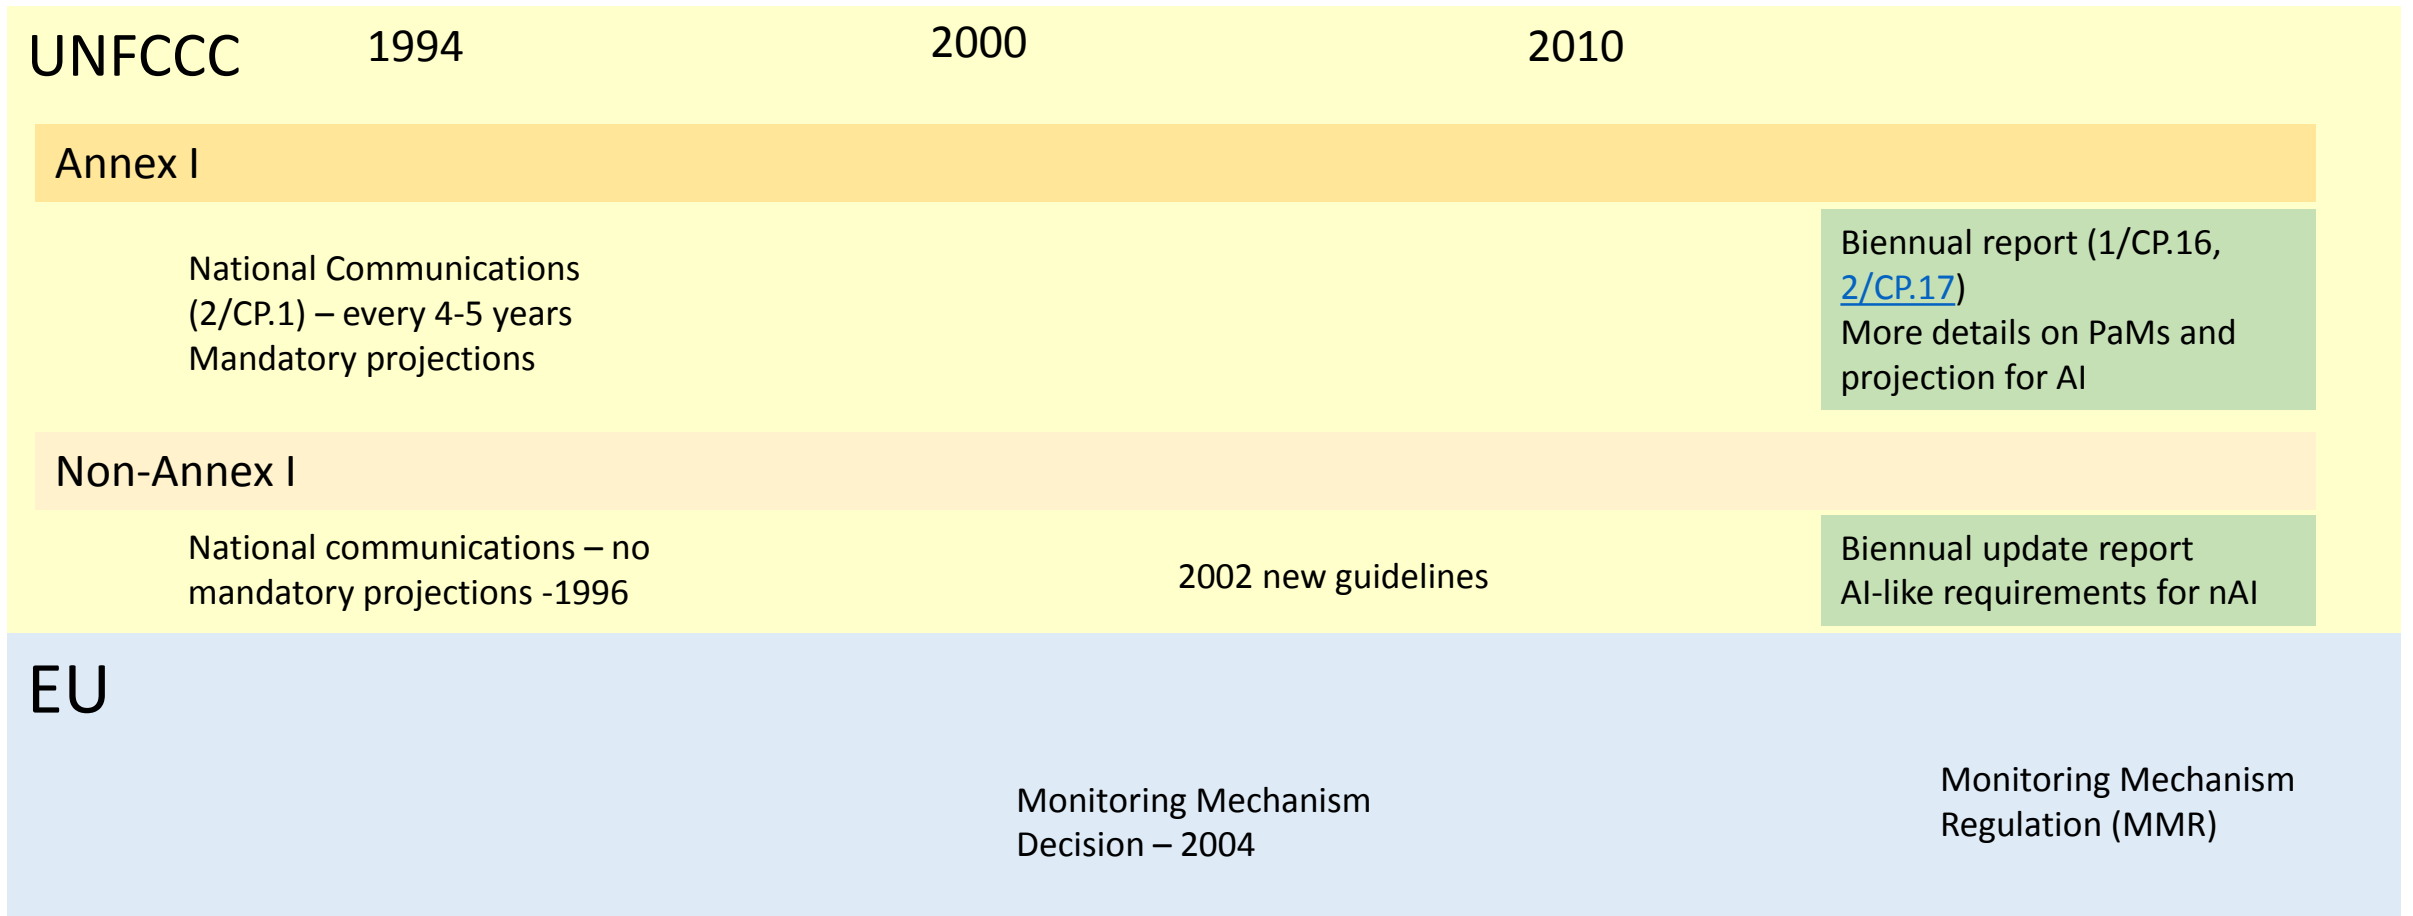 UNFCCC 1994 2000 2010
Annex I
National Communications
(2/CP.1) – every 4-5 years
Mandatory projections
Biennual report (1/CP.16,
2/CP.17)
More details on PaMs and
projection for AI
Non-Annex I
National communications – no
mandatory projections -1996
2002 new guidelines
Biennual update report
AI-like requirements for nAI
EU
Monitoring Mechanism
Decision – 2004
Monitoring Mechanism
Regulation (MMR)